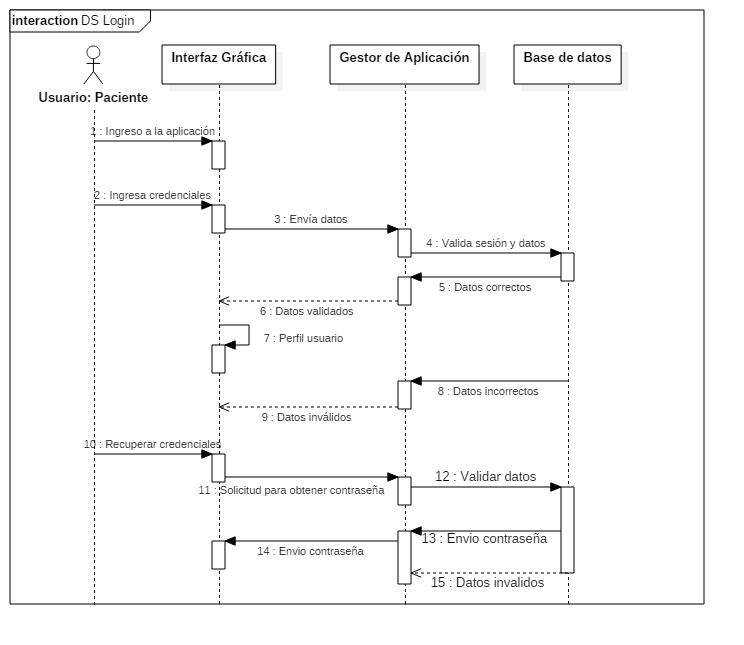 interaction DS Login
Interfaz Gráfica
Gestor de Aplicación
Base de datos
Usuario: Paciente
1 : Ingreso a la aplicación
2 : Ingresa credenciales
3 : Envía datos
4 : Valida sesión y datos
5 : Datos correctos
6 : Datos validados
7 : Perfil usuario
8 : Datos incorrectos
9 : Datos inválidos
10 : Recuperar credenciales
11 : Solicitud para obtener contraseña
12 : Validar datos
13 : Envio contraseña
14 : Envio contraseña
15 : Datos invalidos